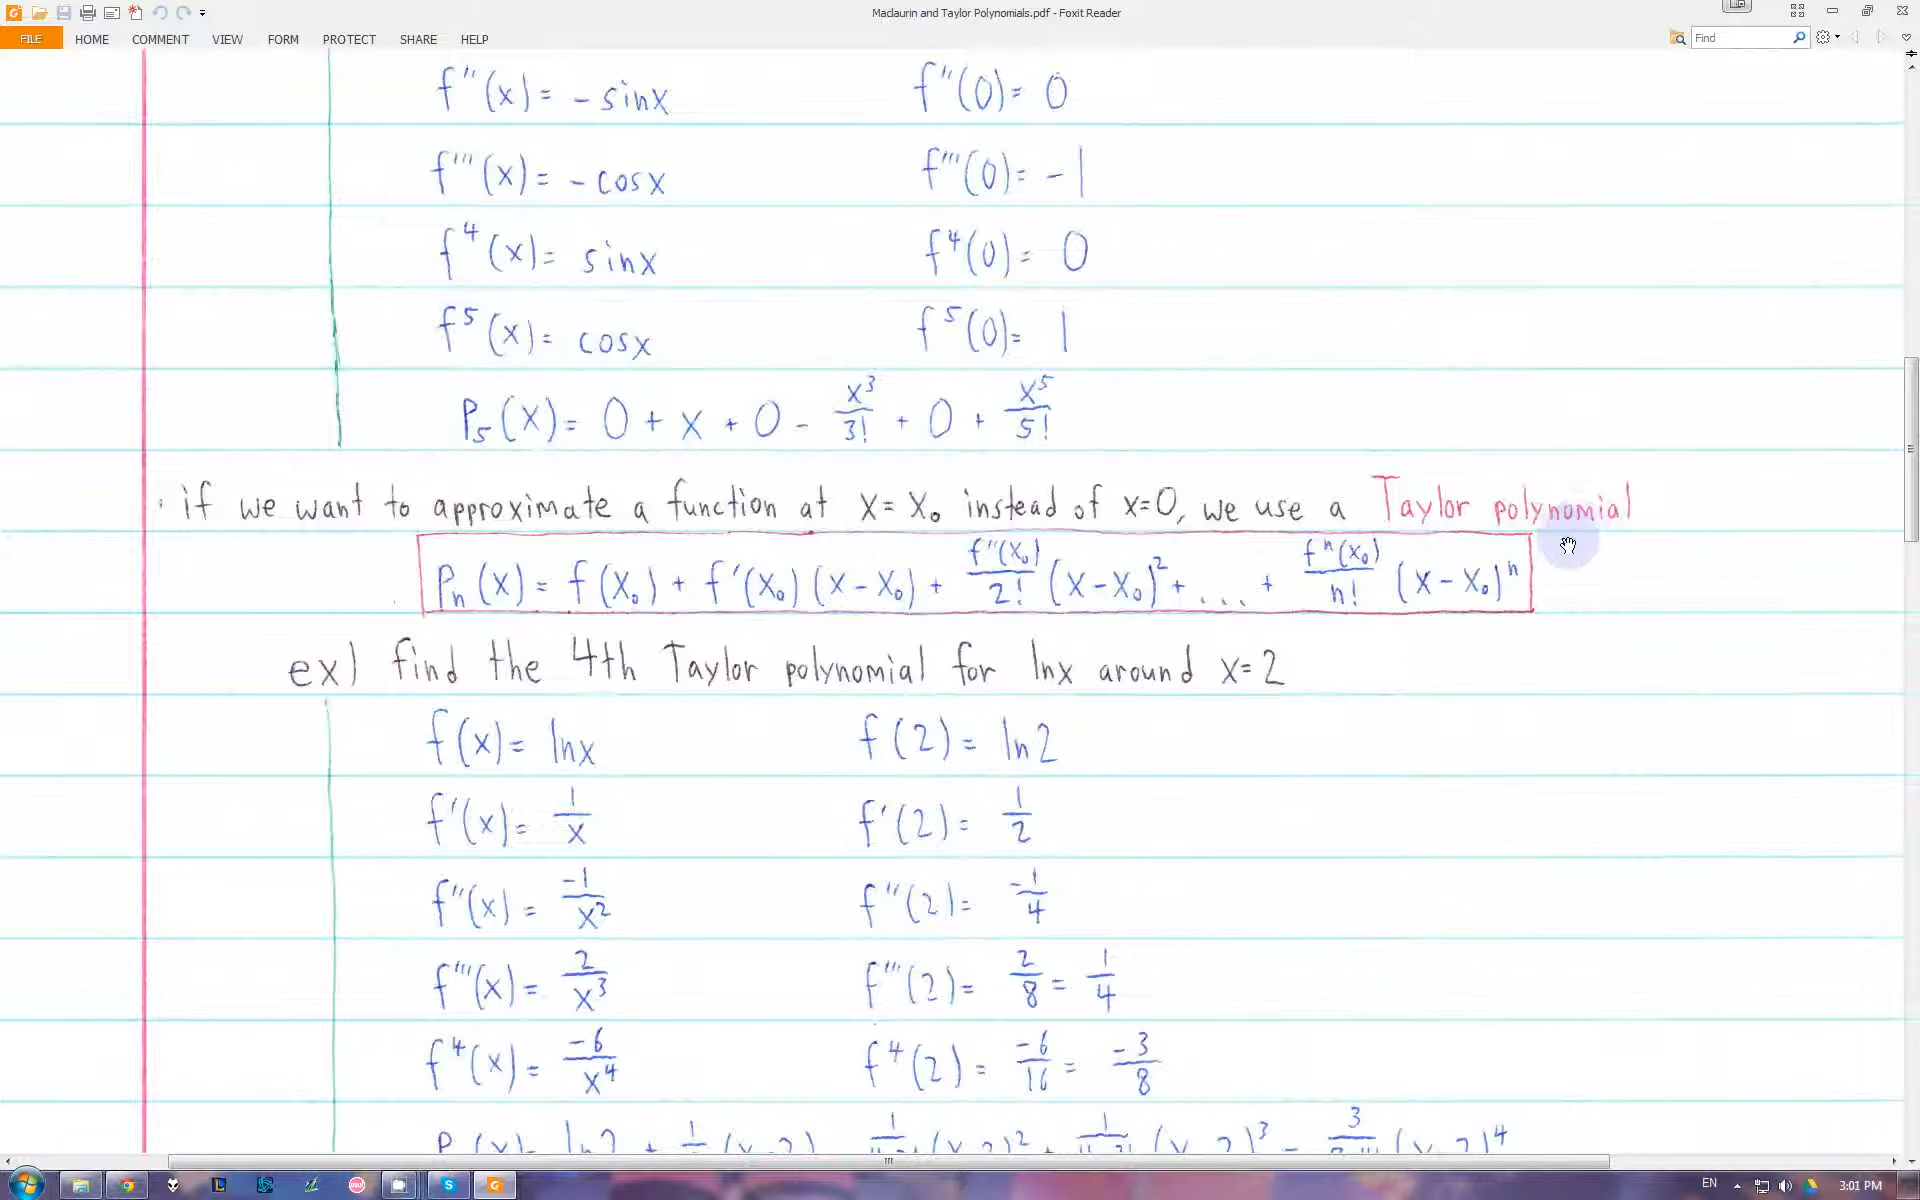 Maclaurin and Taylor Polynomials.pdf - Foxit Reader
FILE HOME COMMENT VIEW FORM PROTECT SHARE HELP Find
f''(x) = - sinx f''(0) = 0
f'''(x) = - cosx f'''(0) = -1
f⁴(x) = sinx f⁴(0) = 0
f⁵(x) = cosx f⁵(0) = 1
P₅(x) = 0 + x + 0 - x³/3! + 0 + x⁵/5!
· if we want to approximate a function at x = x₀ instead of x=0, we use a Taylor polynomial
Pₙ(x) = f(x₀) + f'(x₀)(x-x₀) + f''(x₀)/2! (x-x₀)² + ... + fⁿ(x₀)/n! (x-x₀)ⁿ
ex) find the 4th Taylor polynomial for lnx around x=2
f(x) = lnx f(2) = ln2
f'(x) = 1/x f'(2) = 1/2
f''(x) = -1/x² f''(2) = -1/4
f'''(x) = 2/x³ f'''(2) = 2/8 = 1/4
f⁴(x) = -6/x⁴ f⁴(2) = -6/16 = -3/8
EN 3:01 PM